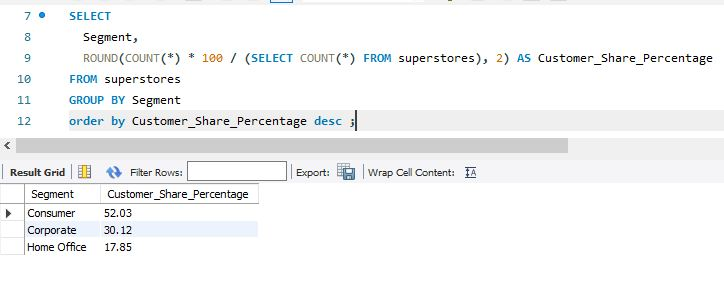 7 SELECT
8 Segment,
9 ROUND(COUNT(*) * 100 / (SELECT COUNT(*) FROM superstores), 2) AS Customer_Share_Percentage
10 FROM superstores
11 GROUP BY Segment
12 order by Customer_Share_Percentage desc ;
Result Grid Filter Rules: Export: Wrap Cell Content: IA
Segment Customer_Share_Percentage
Consumer 52.03
Corporate 30.12
Home Office 17.85